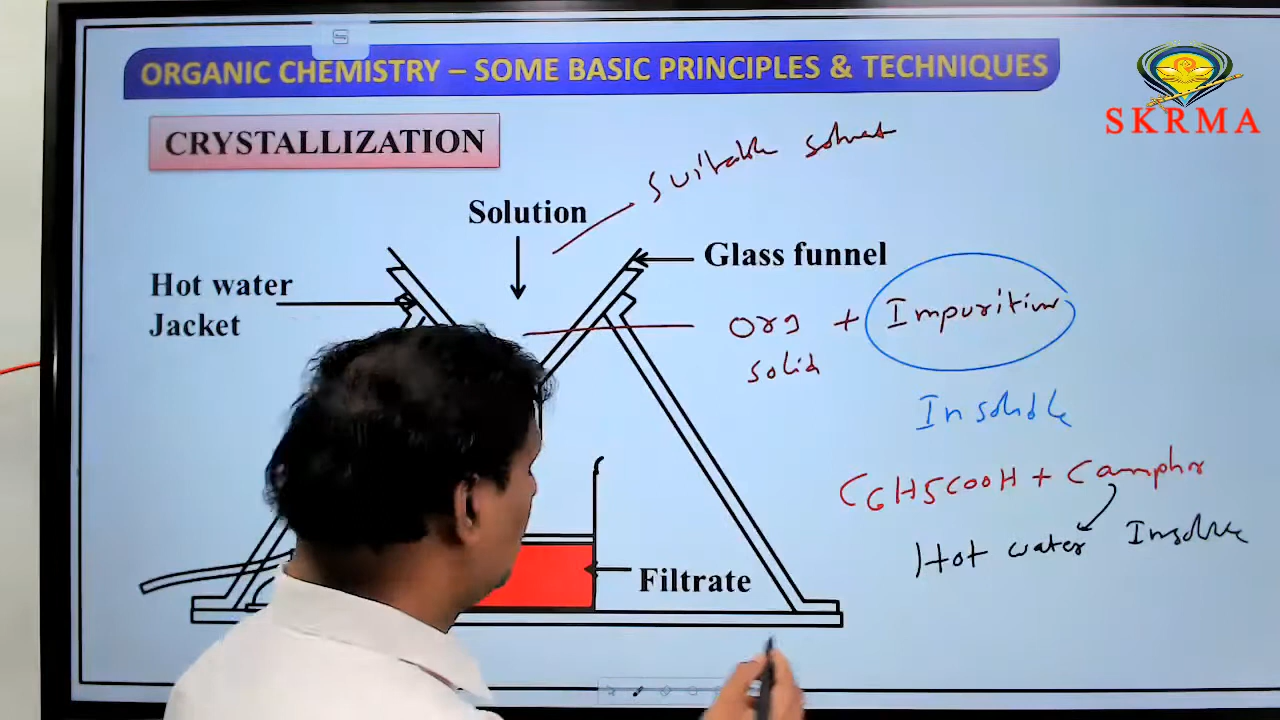 ORGANIC CHEMISTRY – SOME BASIC PRINCIPLES & TECHNIQUES
SKRMA
CRYSTALLIZATION
Suitable solvent
Solution
Glass funnel
Hot water
Jacket
Org + Impurities
solid
Insoluble
C6H5COOH + Camphr
Hot water Insoluble
Filtrate